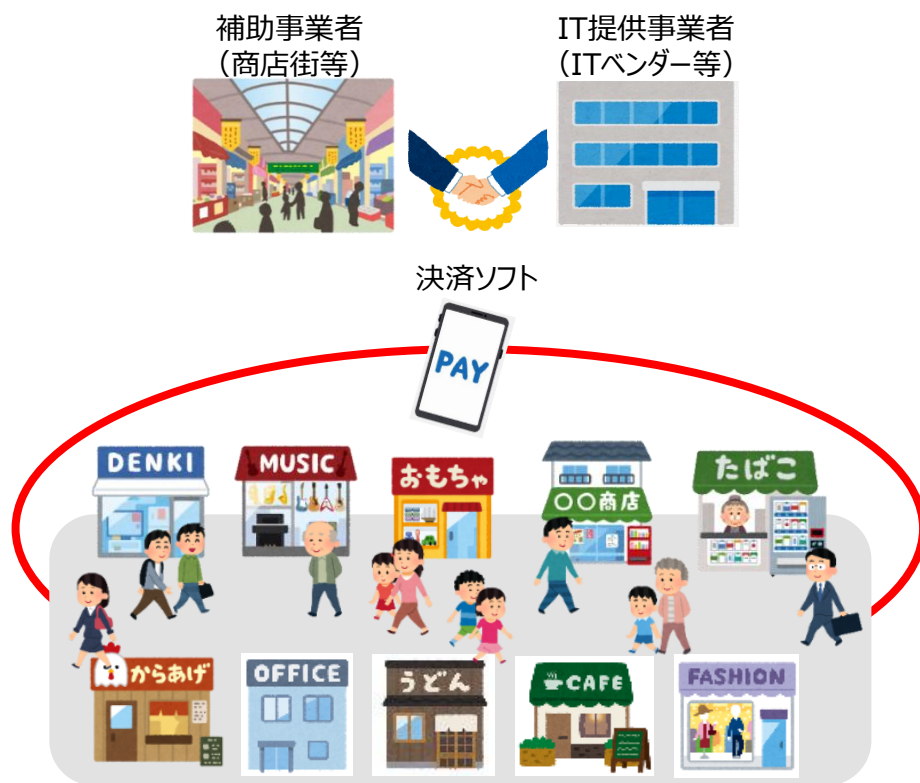 補助事業者
（商店街等）
IT提供事業者
（ITベンダー等）
決済ソフト
PAY
DENKI
MUSIC
おもちゃ
〇〇商店
たばこ
からあげ
OFFICE
うどん
CAFE
FASHION